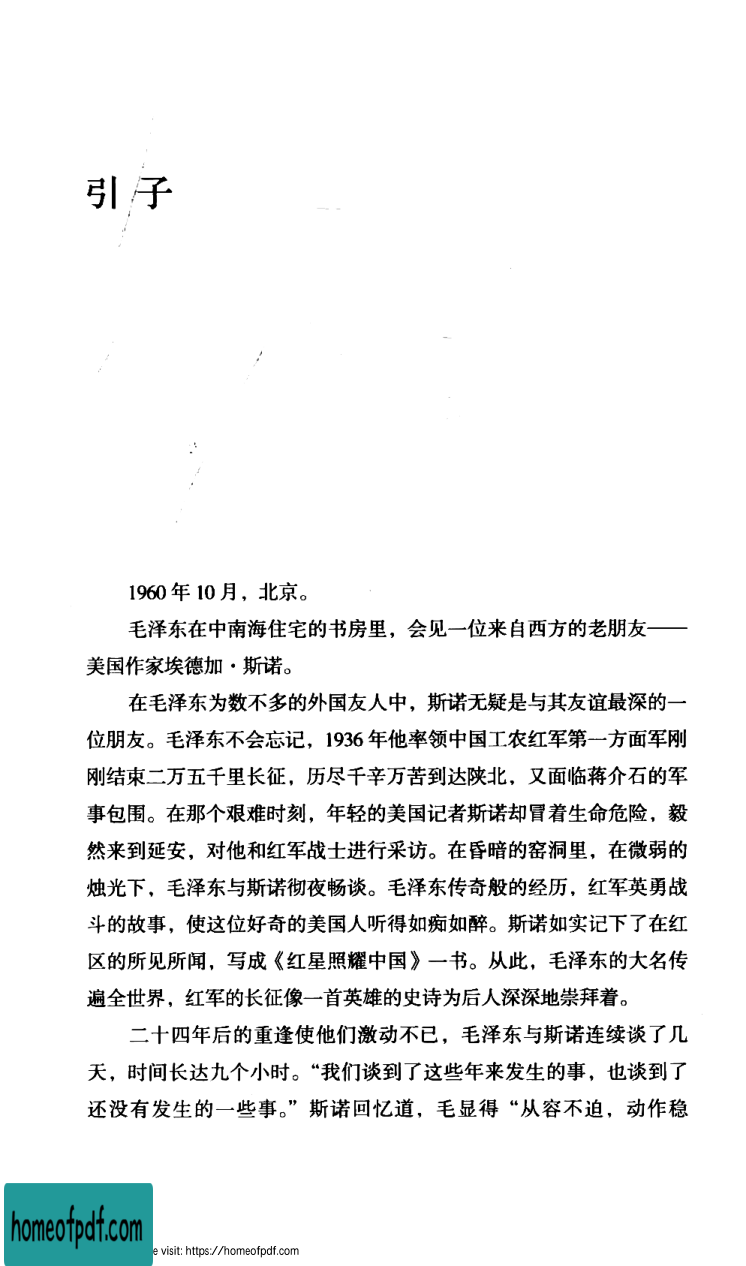 引子
1960 年 10 月，北京。
毛泽东在中南海住宅的书房里，会见一位来自西方的老朋友——
美国作家埃德加·斯诺。
在毛泽东为数不多的外国友人中，斯诺无疑是与其友谊最深的一
位朋友。毛泽东不会忘记，1936 年他率领中国工农红军第一方面军刚
刚结束二万五千里长征，历尽千辛万苦到达陕北，又面临蒋介石的军
事包围。在那个艰难时刻，年轻的美国记者斯诺却冒着生命危险，毅
然来到延安，对他和红军战士进行采访。在昏暗的窑洞里，在微弱的
烛光下，毛泽东与斯诺彻夜畅谈。毛泽东传奇般的经历，红军英勇战
斗的故事，使这位好奇的美国人听得如痴如醉。斯诺如实记下了在红
区的所见所闻，写成《红星照耀中国》一书。从此，毛泽东的大名传
遍全世界，红军的长征像一首英雄的史诗为后人深深地崇拜着。
二十四年后的重逢使他们激动不已，毛泽东与斯诺连续谈了几
天，时间长达九个小时。“我们谈到了这些年来发生的事，也谈到了
还没有发生的一些事。”斯诺回忆道，毛显得“从容不迫，动作稳
homeofpdf.com
e visit: https://homeofpdf.com